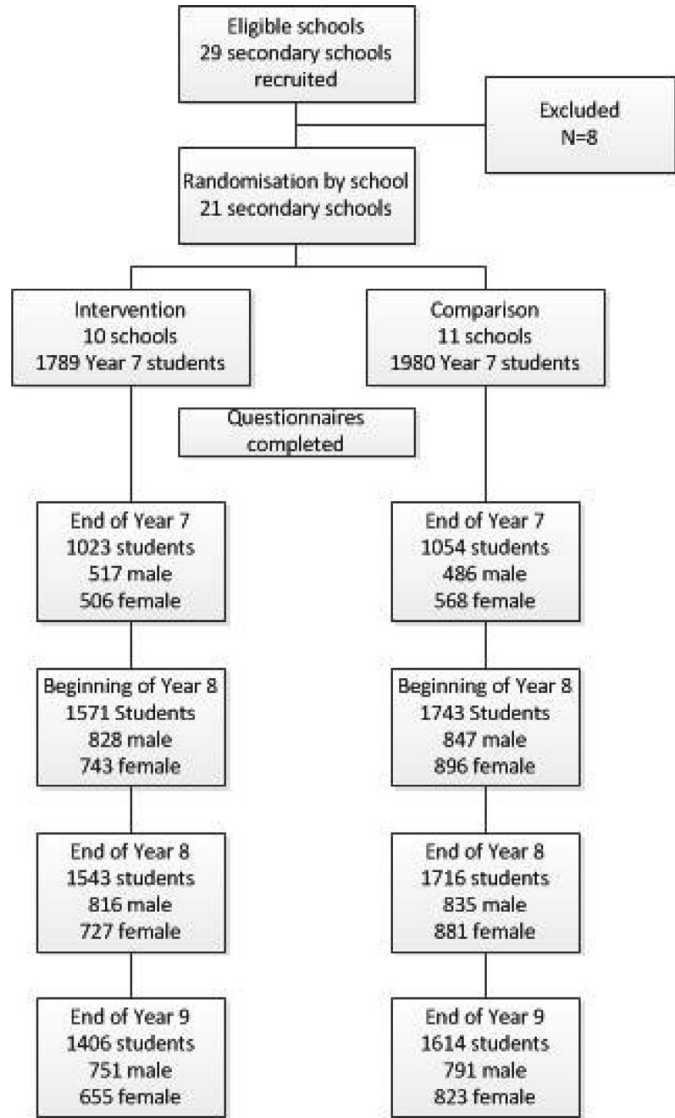 Eligible schools
29 secondary schools
recruited
Excluded
N=8
Randomisation by school
21 secondary schools
Intervention
10 schools
1789 Year 7 students
Comparison
11 schools
1980 Year 7 students
Questionnaires
completed
End of Year 7
1023 students
517 male
506 female
End of Year 7
1054 students
486 male
568 female
Beginning of Year 8
1571 Students
828 male
743 female
Beginning of Year 8
1743 Students
847 male
896 female
End of Year 8
1543 students
816 male
727 female
End of Year 8
1716 students
835 male
881 female
End of Year 9
1406 students
751 male
655 female
End of Year 9
1614 students
791 male
823 female